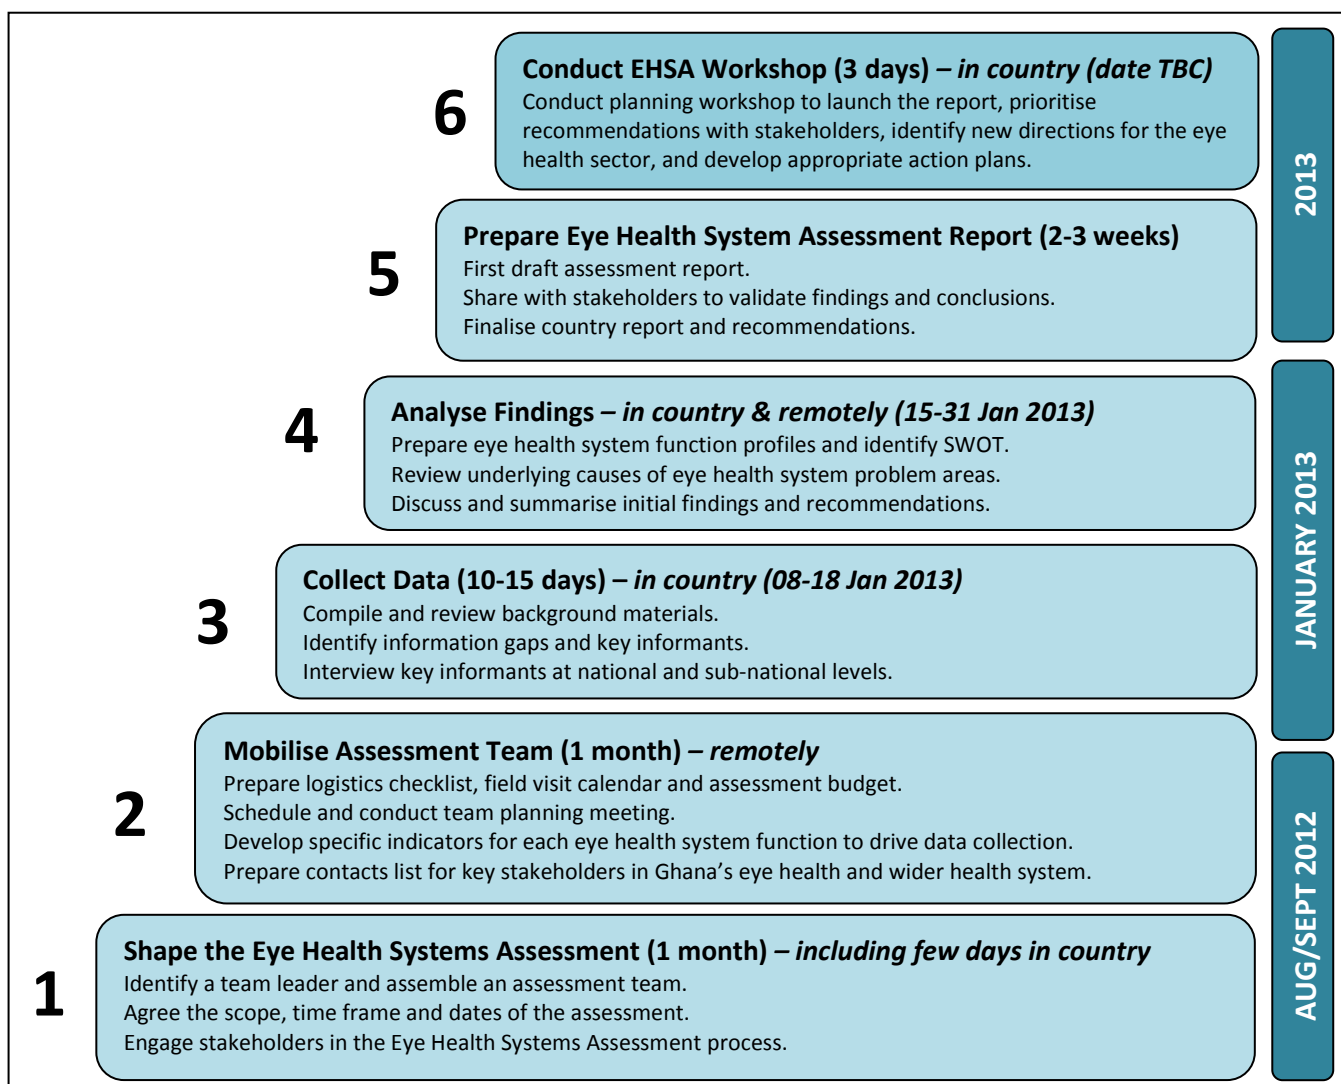 6
Conduct EHSA Workshop (3 days) – in country (date TBC)
Conduct planning workshop to launch the report, prioritise
recommendations with stakeholders, identify new directions for the eye
health sector, and develop appropriate action plans.
2013
5
Prepare Eye Health System Assessment Report (2-3 weeks)
First draft assessment report.
Share with stakeholders to validate findings and conclusions.
Finalise country report and recommendations.
4
Analyse Findings – in country & remotely (15-31 Jan 2013)
Prepare eye health system function profiles and identify SWOT.
Review underlying causes of eye health system problem areas.
Discuss and summarise initial findings and recommendations.
JANUARY 2013
3
Collect Data (10-15 days) – in country (08-18 Jan 2013)
Compile and review background materials.
Identify information gaps and key informants.
Interview key informants at national and sub-national levels.
2
Mobilise Assessment Team (1 month) – remotely
Prepare logistics checklist, field visit calendar and assessment budget.
Schedule and conduct team planning meeting.
Develop specific indicators for each eye health system function to drive data collection.
Prepare contacts list for key stakeholders in Ghana’s eye health and wider health system.
AUG/SEPT 2012
1
Shape the Eye Health Systems Assessment (1 month) – including few days in country
Identify a team leader and assemble an assessment team.
Agree the scope, time frame and dates of the assessment.
Engage stakeholders in the Eye Health Systems Assessment process.